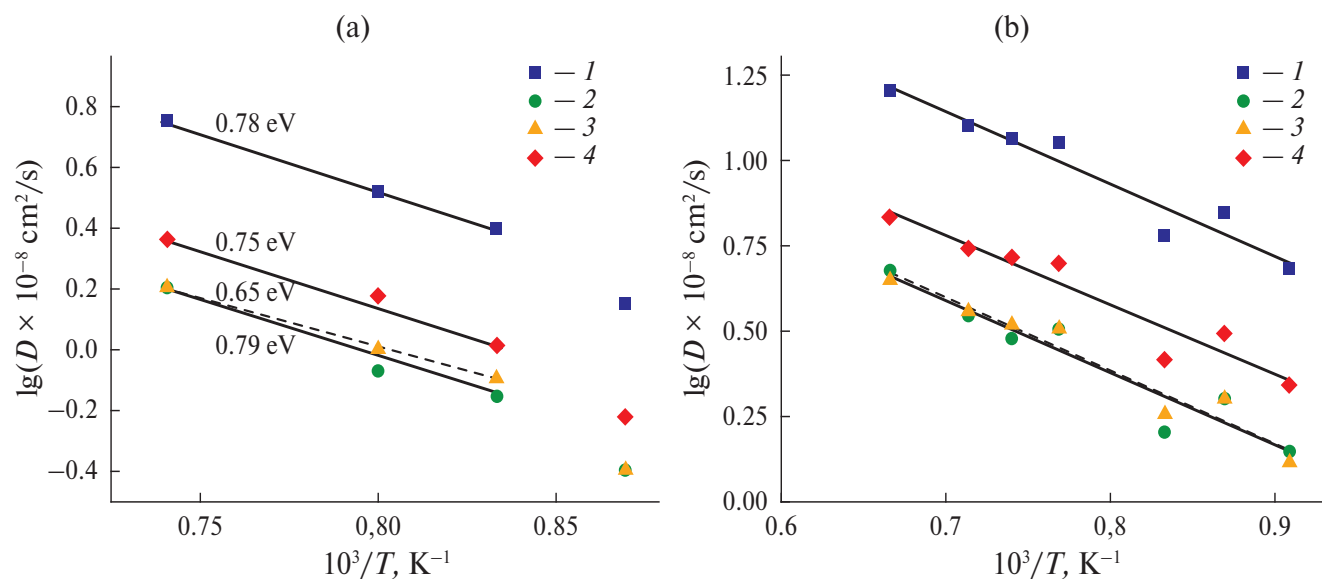 (a)
lg(D × 10⁻⁸ cm²/s)
0.8
0.6
0.4
0.2
0.0
−0.2
−0.4
0.75
0,80
0.85
10³/T, K⁻¹
— 1
— 2
— 3
— 4
0.78 eV
0.75 eV
0.65 eV
0.79 eV
(b)
lg(D × 10⁻⁸ cm²/s)
1.25
1.00
0.75
0.50
0.25
0.00
0.6
0.7
0,8
0.9
10³/T, K⁻¹
— 1
— 2
— 3
— 4